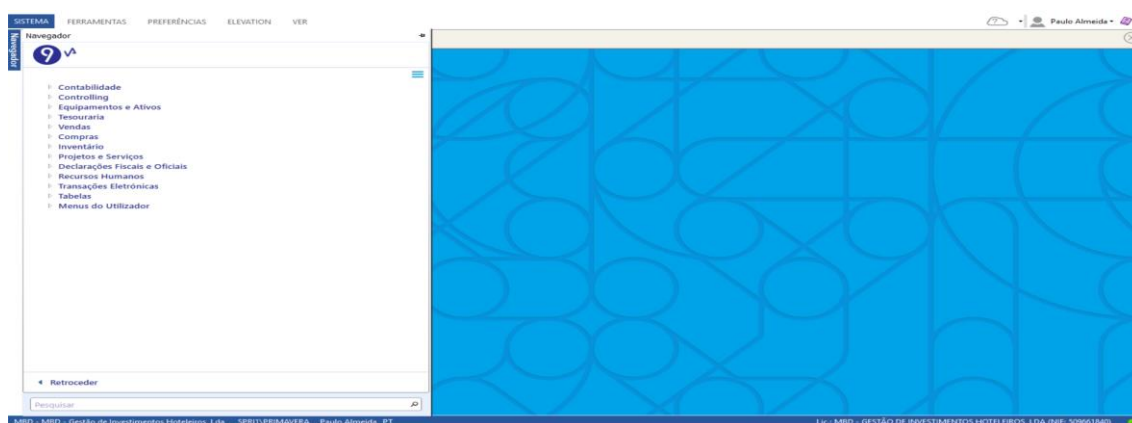 SISTEMA FERRAMENTAS PREFERÊNCIAS ELEVATION VER
Paulo Almeida
Navegador
Navegador
9
Contabilidade
Controlling
Equipamentos e Ativos
Tesouraria
Vendas
Compras
Inventário
Projetos e Serviços
Declarações Fiscais e Oficiais
Recursos Humanos
Transações Eletrónicas
Tabelas
Menus do Utilizador
Retroceder
Pesquisar
MBD - MBD - Gestão de Investimentos Hoteleiros, Lda SPRI1\PRIMAVERA Paulo Almeida PT
Lic.: MBD - GESTÃO DE INVESTIMENTOS HOTELEIROS, LDA (NIF: 509661840)